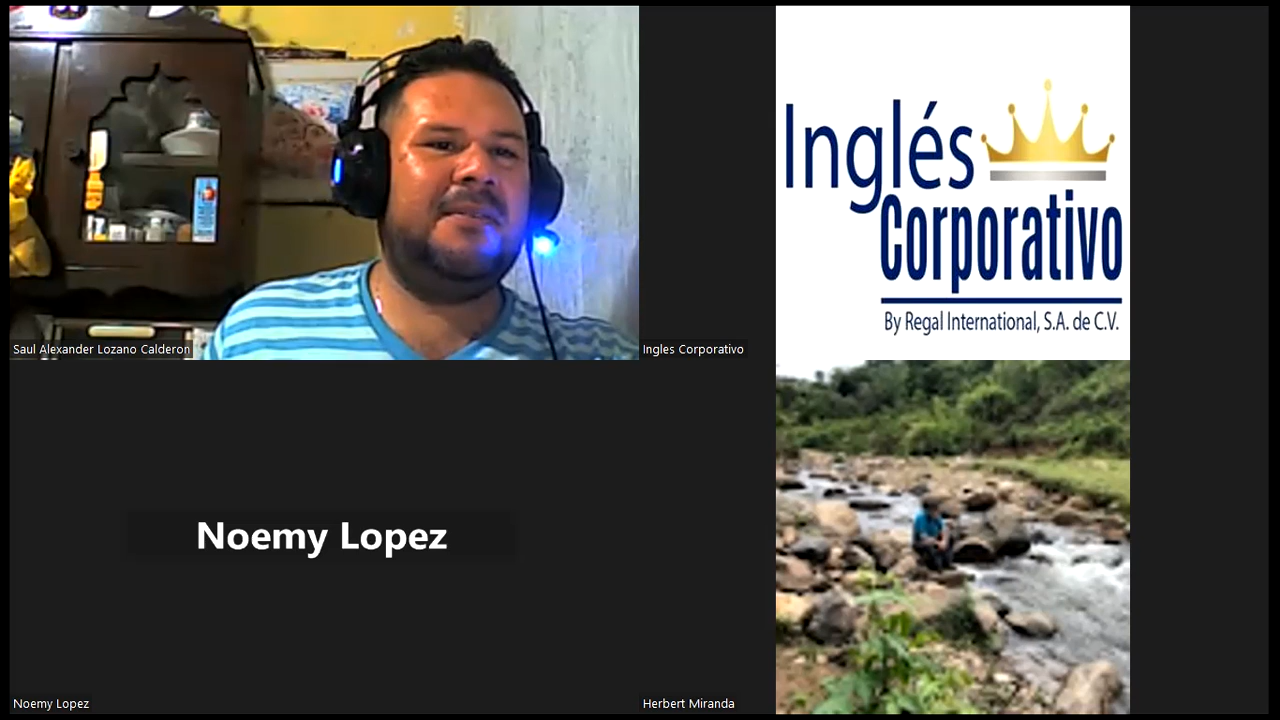 Inglés
Corporativo
By Regal International, S.A. de C.V.
Saul Alexander Lozano Calderon
Ingles Corporativo
Noemy Lopez
Noemy Lopez
Herbert Miranda